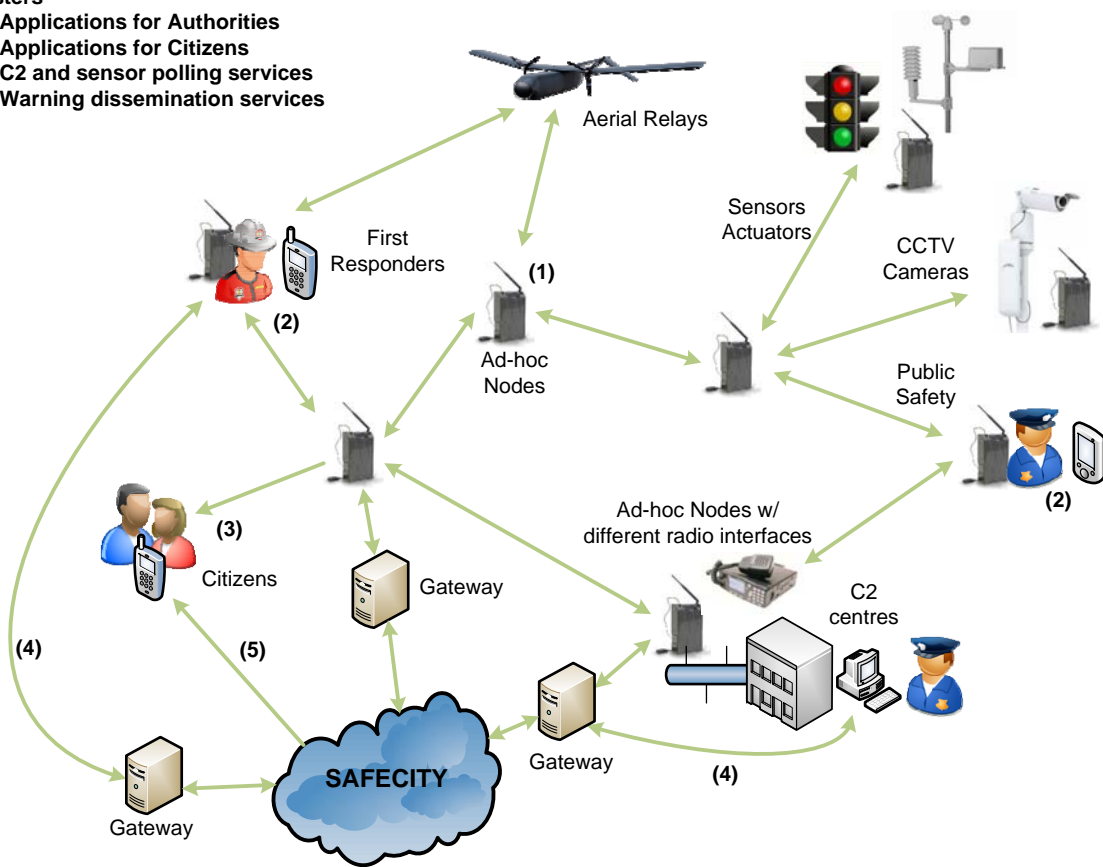 Applications for Authorities
Applications for Citizens
C2 and sensor polling services
Warning dissemination services
Aerial Relays
Sensors
Actuators
First
Responders
CCTV
Cameras
(1)
(2)
Ad-hoc
Nodes
Public
Safety
(2)
(3)
Citizens
Ad-hoc Nodes w/
different radio interfaces
Gateway
C2
centres
(4)
(5)
Gateway
(4)
SAFECITY
Gateway